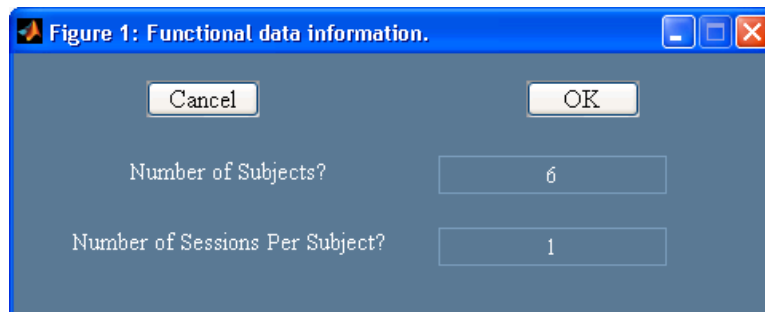 Figure 1: Functional data information.
Cancel OK
Number of Subjects? 6
Number of Sessions Per Subject? 1